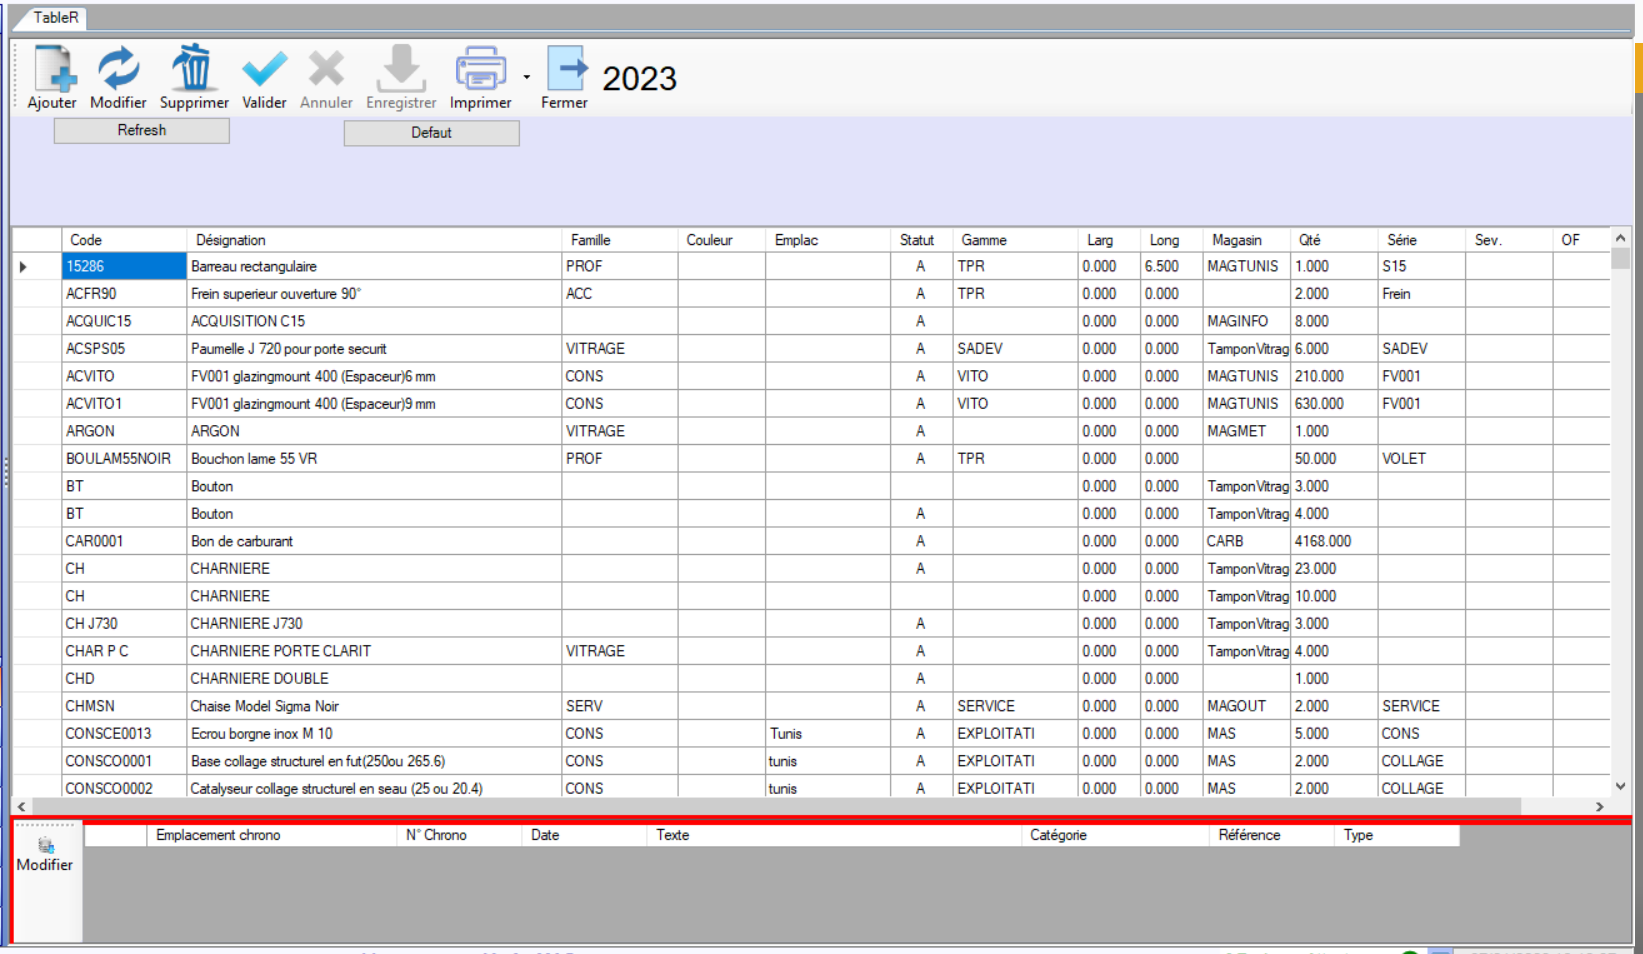 TableR
Ajouter Modifier Supprimer Valider Annuler Enregistrer Imprimer Fermer 2023
Refresh Defaut
Code Désignation Famille Couleur Emplac Statut Gamme Larg Long Magasin Qté Série Sev. OF
15286 Barreau rectangulaire PROF A TPR 0.000 6.500 MAGTUNIS 1.000 S15
ACFR90 Frein superieur ouverture 90° ACC A TPR 0.000 0.000 2.000 Frein
ACQUIC15 ACQUISITION C15 A 0.000 0.000 MAGINFO 8.000
ACSPS05 Paumelle J 720 pour porte securit VITRAGE A SADEV 0.000 0.000 TamponVitrag 6.000 SADEV
ACVITO FV001 glazingmount 400 (Espaceur)6 mm CONS A VITO 0.000 0.000 MAGTUNIS 210.000 FV001
ACVITO1 FV001 glazingmount 400 (Espaceur)9 mm CONS A VITO 0.000 0.000 MAGTUNIS 630.000 FV001
ARGON ARGON VITRAGE A 0.000 0.000 MAGMET 1.000
BOULAM55NOIR Bouchon lame 55 VR PROF A TPR 0.000 0.000 50.000 VOLET
BT Bouton 0.000 0.000 TamponVitrag 3.000
BT Bouton A 0.000 0.000 TamponVitrag 4.000
CAR0001 Bon de carburant A 0.000 0.000 CARB 4168.000
CH CHARNIERE A 0.000 0.000 TamponVitrag 23.000
CH CHARNIERE 0.000 0.000 TamponVitrag 10.000
CH J730 CHARNIERE J730 A 0.000 0.000 TamponVitrag 3.000
CHAR P C CHARNIERE PORTE CLARIT VITRAGE A 0.000 0.000 TamponVitrag 4.000
CHD CHARNIERE DOUBLE A 0.000 0.000 1.000
CHMSN Chaise Model Sigma Noir SERV A SERVICE 0.000 0.000 MAGOUT 2.000 SERVICE
CONSCE0013 Ecrou borgne inox M 10 CONS Tunis A EXPLOITATI 0.000 0.000 MAS 5.000 CONS
CONSCO0001 Base collage structurel en fut(250ou 265.6) CONS tunis A EXPLOITATI 0.000 0.000 MAS 2.000 COLLAGE
CONSCO0002 Catalyseur collage structurel en seau (25 ou 20.4) CONS tunis A EXPLOITATI 0.000 0.000 MAS 2.000 COLLAGE
Modifier Emplacement chrono N° Chrono Date Texte Catégorie Référence Type